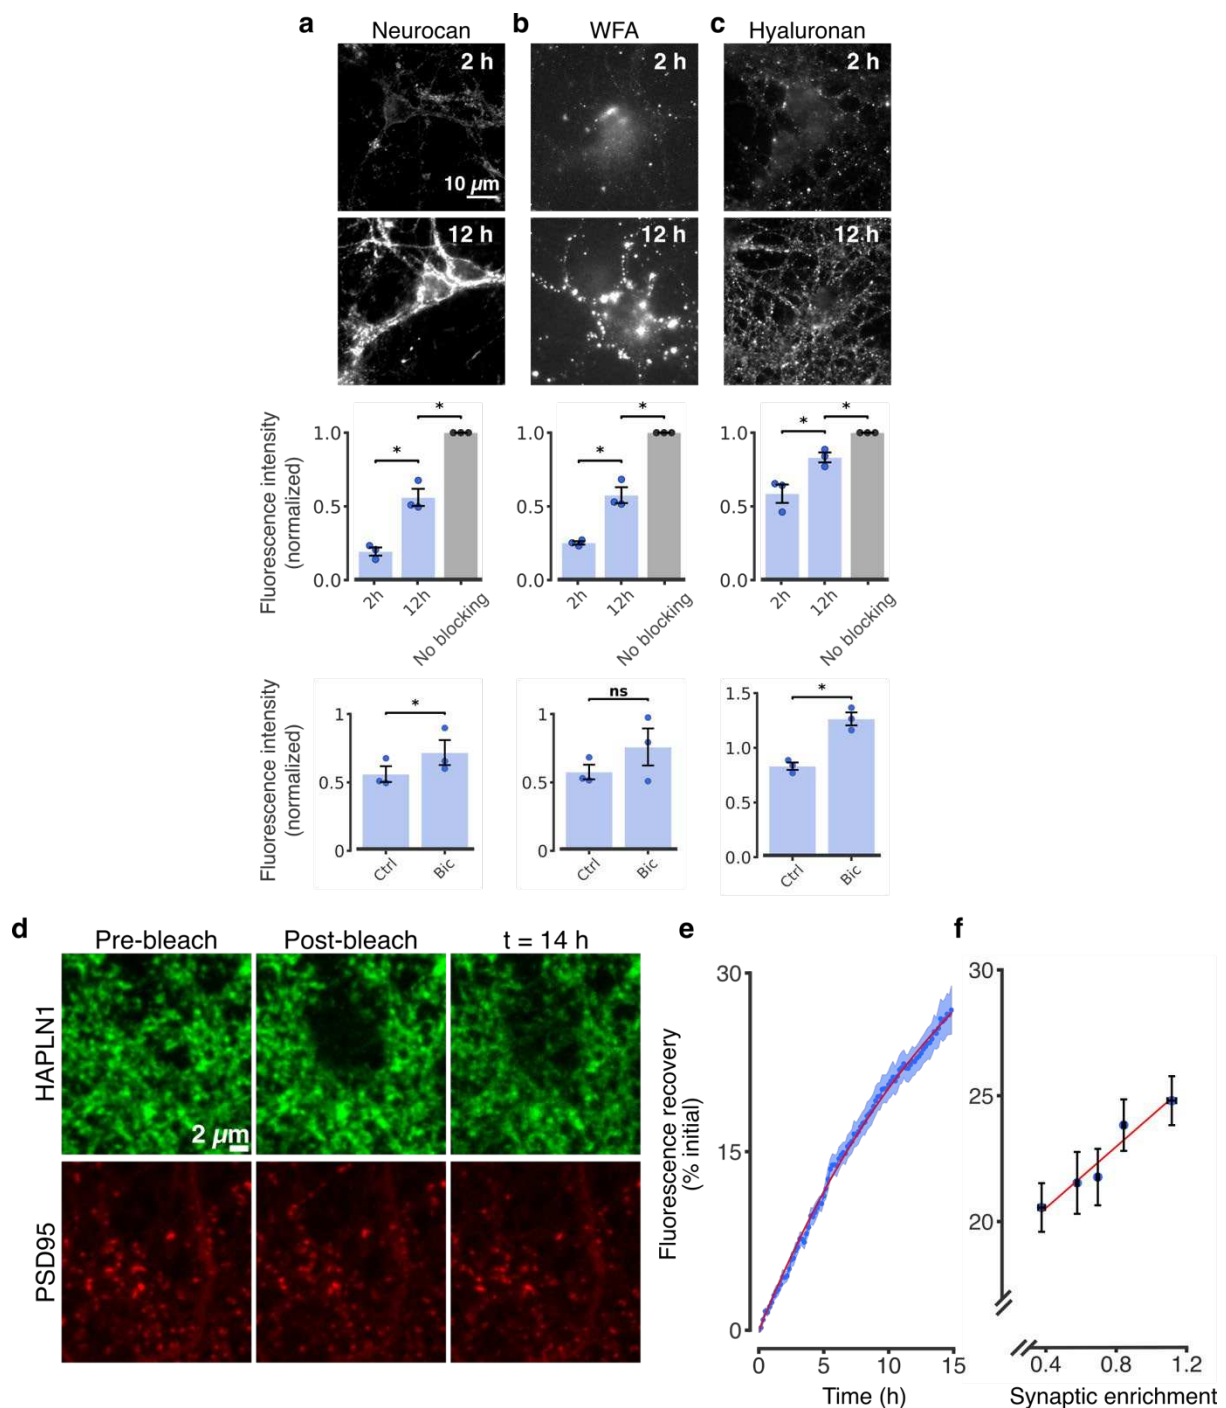 a Neurocan b WFA c Hyaluronan
2 h 2 h 2 h
10 µm
12 h 12 h 12 h
Fluorescence intensity
(normalized)
1.0 1.0 1.0
0.5 0.5 0.5
0.0 0.0 0.0
* * * * * *
2h 12h No blocking 2h 12h No blocking 2h 12h No blocking
Fluorescence intensity
(normalized)
* ns *
1 1 1.5
0.5 0.5 1.0
0 0 0.5
0.0
Ctrl Bic Ctrl Bic Ctrl Bic
d Pre-bleach Post-bleach t = 14 h
HAPLN1
2 µm
PSD95
e
Fluorescence recovery
(% initial)
30
15
0
0 5 10 15
Time (h)
f
30
25
20
0.4 0.8 1.2
Synaptic enrichment